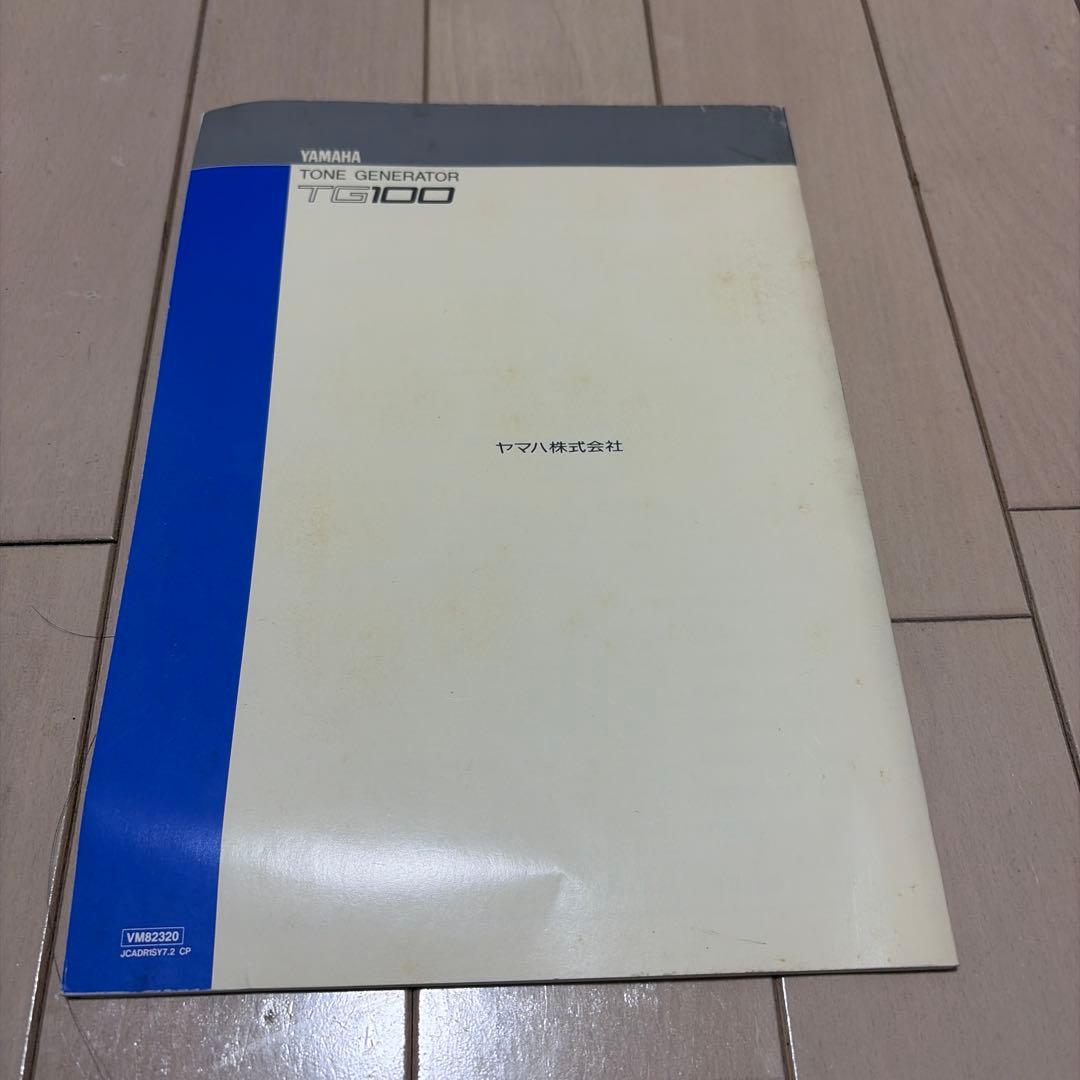 YAMAHA
TONE GENERATOR
TG100
ヤマハ株式会社
VM82320
JCADR1SY7.2 CP